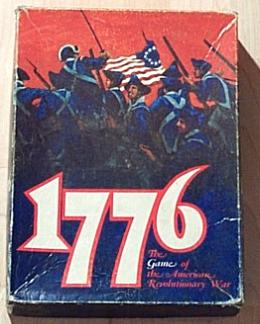 1776
The
Game of
the American
Revolutionary War